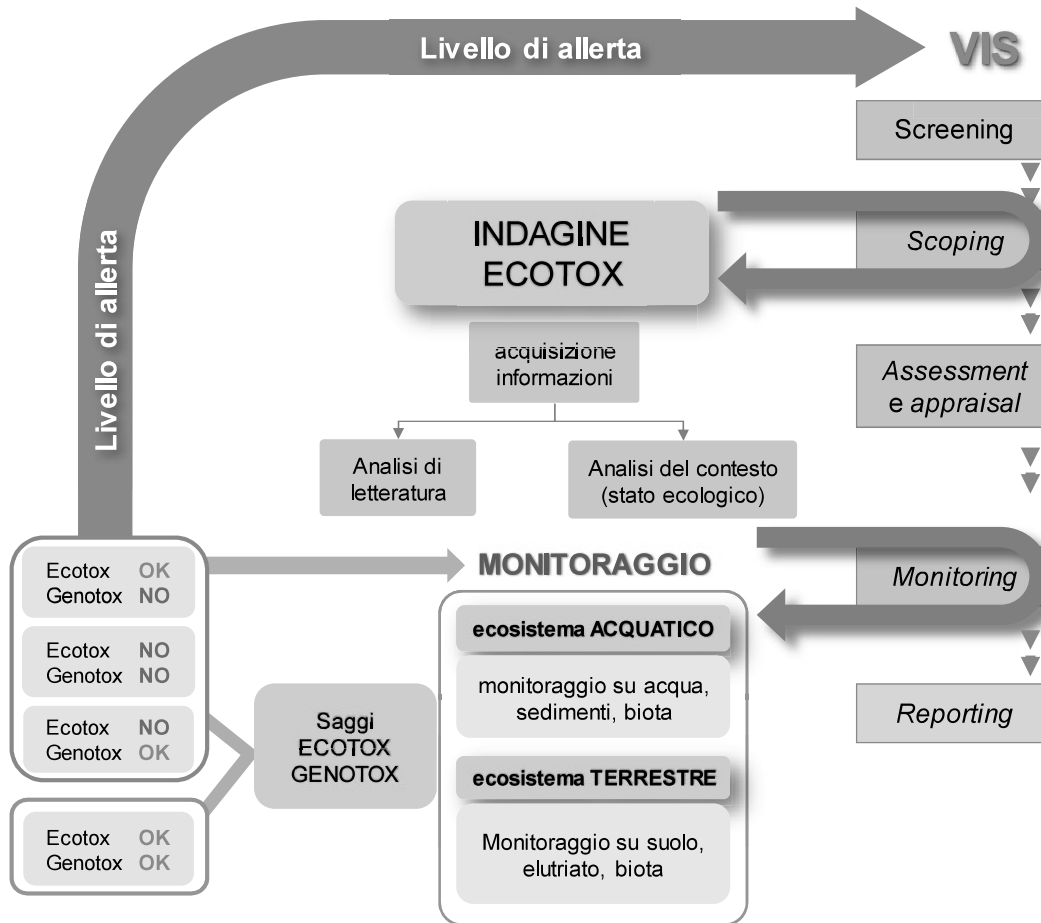 Livello di allerta
VIS
Screening
Livello di allerta
INDAGINE
ECOTOX
Scoping
acquisizione
informazioni
Assessment
e appraisal
Analisi di
letteratura
Analisi del contesto
(stato ecologico)
Ecotox OK
Genotox NO
MONITORAGGIO
Monitoring
ecosistema ACQUATICO
Ecotox NO
Genotox NO
monitoraggio su acqua,
sedimenti, biota
Saggi
ECOTOX
GENOTOX
Reporting
Ecotox NO
Genotox OK
ecosistema TERRESTRE
Ecotox OK
Genotox OK
Monitoraggio su suolo,
elutriato, biota